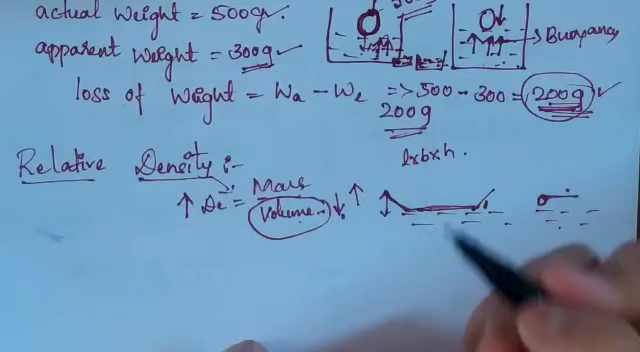 actual weight = 500gr.
apparent weight = 300g
Buoyancy
loss of weight = Wa - We => 500 - 300 = 200g
200g
lxbxh.
Relative Density :-
De = Mass
Volume